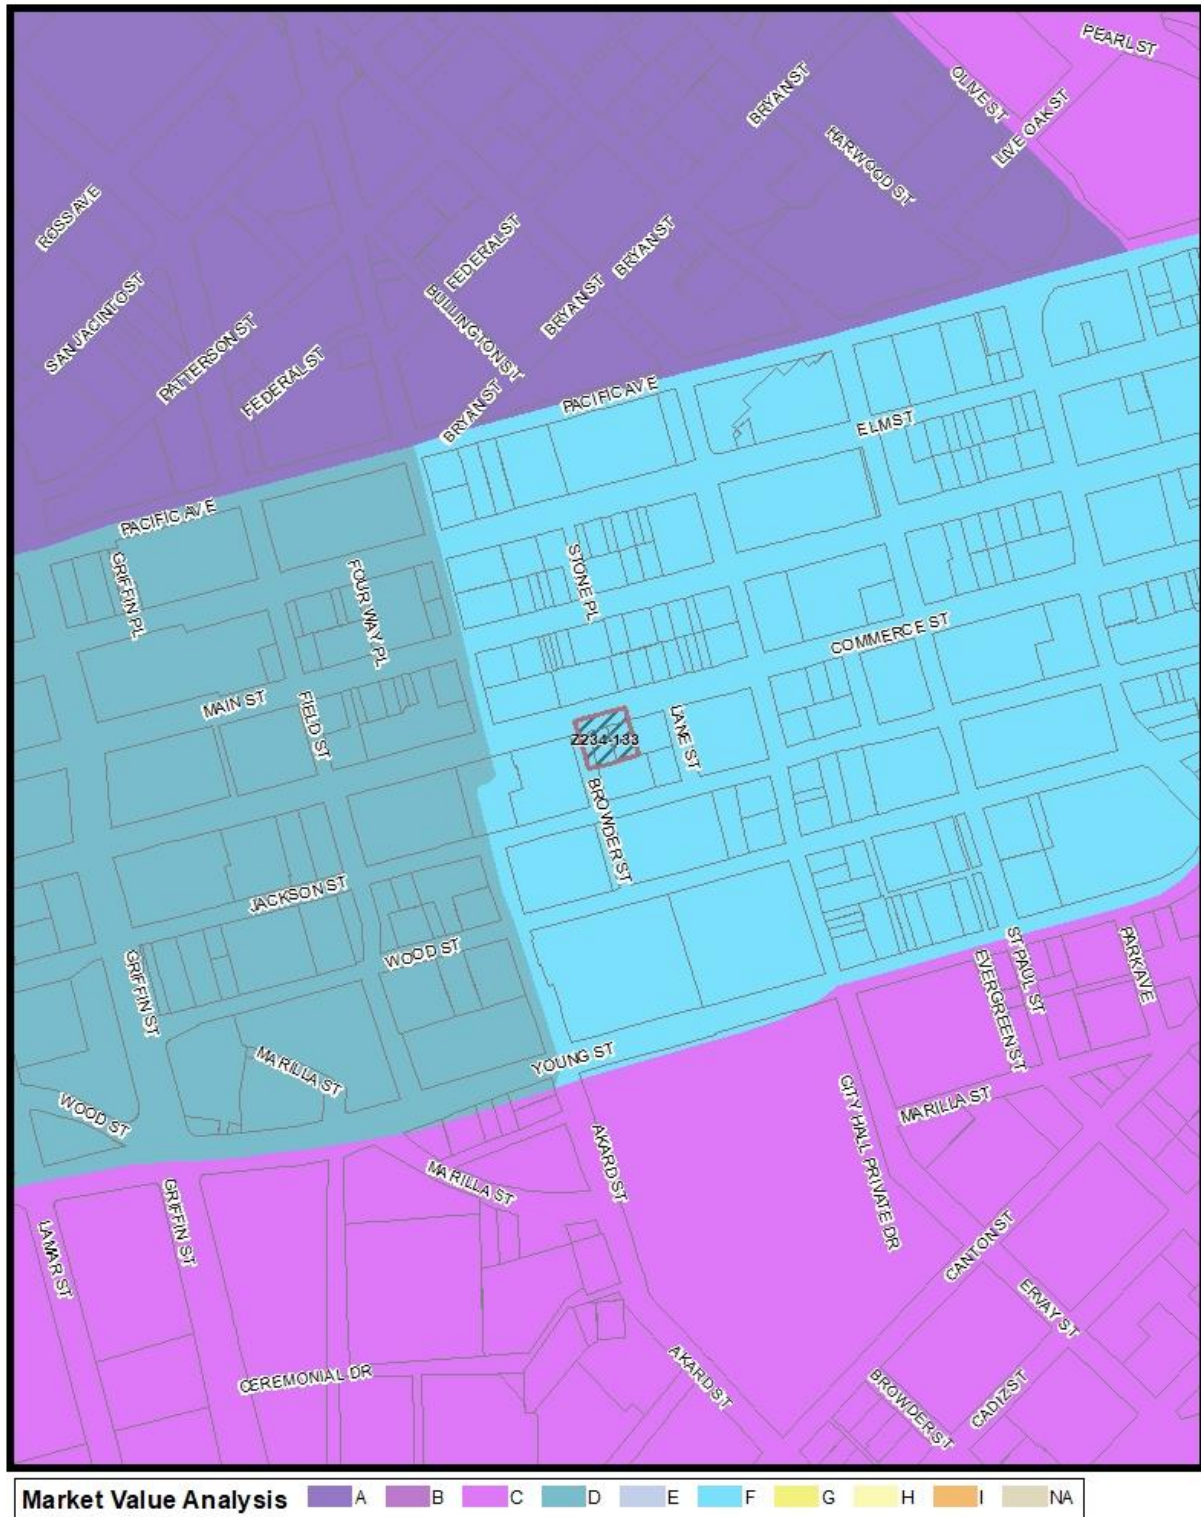 PEARL ST
OLIVE ST
BRYAN ST
LIVE OAK ST
HARWOOD ST
ROSS AVE
FEDERAL ST
BRYAN ST
SAN JACINTO ST
BULLINGTON ST
BRYAN ST
PATTERSON ST
FEDERAL ST
PACIFIC AVE
BRYAN ST
ELM ST
PACIFIC AVE
GRIFFIN PL
FOUR WAY PL
STONE PL
COMMERCE ST
MAIN ST
FIELD ST
LANE ST
Z234-133
BROWDER ST
JACKSON ST
WOOD ST
GRIFFIN ST
ST PAUL ST
PARK AVE
EVERGREEN ST
YOUNG ST
MARILLA ST
WOOD ST
MARILLA ST
CITY HALL PRIVATE DR
AKARD ST
MARILLA ST
GRIFFIN ST
LAMAR ST
CANTON ST
ERVAY ST
CEREMONIAL DR
AKARD ST
BROWDER ST
CADIZ ST
Market Value Analysis A B C D E F G H I NA